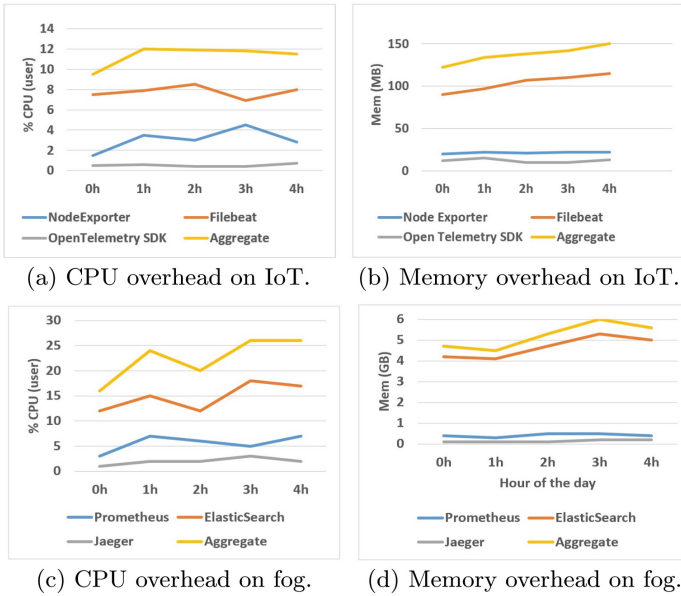 14
12
10
8
6
4
2
0
% CPU (user)
0h 1h 2h 3h 4h
NodeExporter Filebeat
OpenTelemetry SDK Aggregate
(a) CPU overhead on IoT.
150
100
50
0
Mem (MB)
0h 1h 2h 3h 4h
Node Exporter Filebeat
Open Telemetry SDK Aggregate
(b) Memory overhead on IoT.
30
25
20
15
10
5
0
% CPU (user)
0h 1h 2h 3h 4h
Prometheus ElasticSearch
Jaeger Aggregate
(c) CPU overhead on fog.
6
5
4
3
2
1
0
Mem (GB)
0h 1h 2h 3h 4h
Hour of the day
Prometheus ElasticSearch
Jaeger Aggregate
(d) Memory overhead on fog.